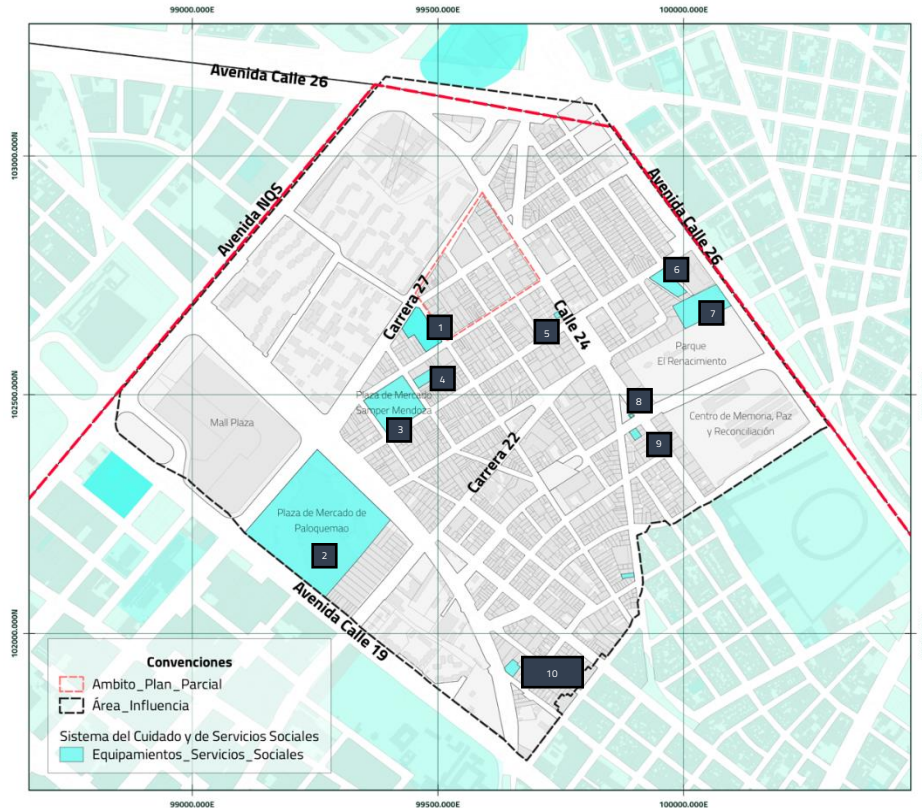 99000.000E
99500.000E
100000.000E
Avenida Calle 26
103000.000N
Avenida NQS
Avenida Calle 26
6
7
Carrera 27
1
5
Calle 24
Parque
El Renacimiento
102500.000N
4
Plaza de Mercado
Samper Mendoza
8
Mall Plaza
3
Centro de Memoria, Paz
y Reconciliación
9
Carrera 22
Plaza de Mercado de
Paloquemao
2
Avenida Calle 19
102000.000N
10
Convenciones
Ambito_Plan_Parcial
Área_Influencia
Sistema del Cuidado y de Servicios Sociales
Equipamientos_Servicios_Sociales
99000.000E
99500.000E
100000.000E